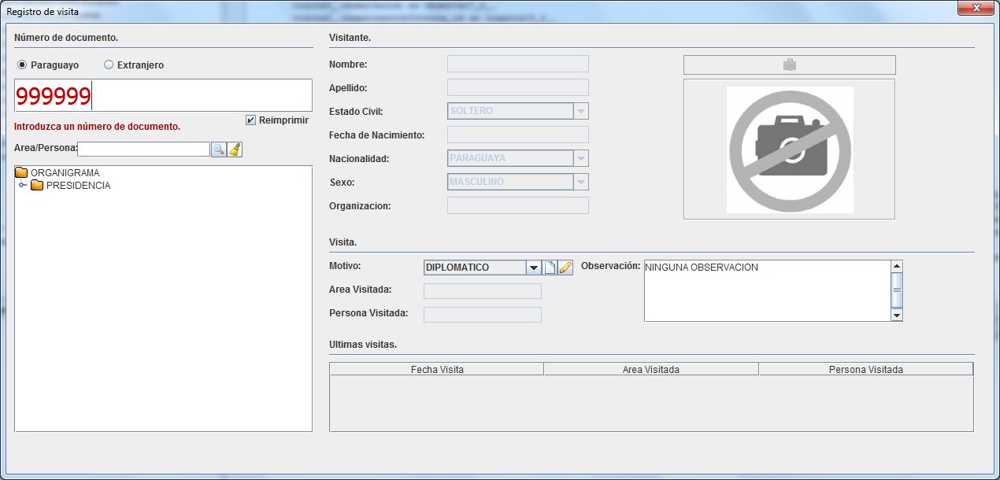 Registro de visita
Número de documento.
Paraguayo Extranjero
999999
Introduzca un número de documento.
Reimprimir
Area/Persona:
ORGANIGRAMA
PRESIDENCIA
Visitante.
Nombre:
Apellido:
Estado Civil: SOLTERO
Fecha de Nacimiento:
Nacionalidad: PARAGUAYA
Sexo: MASCULINO
Organizacion:
Visita.
Motivo: DIPLOMATICO
Observación: NINGUNA OBSERVACION
Area Visitada:
Persona Visitada:
Ultimas visitas.
Fecha Visita Area Visitada Persona Visitada